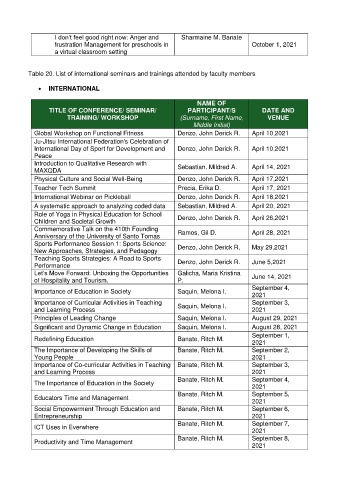 I don't feel good right now: Anger and
frustration Management for preschools in
a virtual classroom setting
Sharmaine M. Banate
October 1, 2021
Table 20. List of international seminars and trainings attended by faculty members
• INTERNATIONAL
TITLE OF CONFERENCE/ SEMINAR/
TRAINING/ WORKSHOP
NAME OF
PARTICIPANT/S
(Surname, First Name,
Middle Initial)
DATE AND
VENUE
Global Workshop on Functional Fitness Denzo, John Derick R. April 10,2021
Ju-Jitsu International Federation's Celebration of
International Day of Sport for Development and
Peace
Denzo, John Derick R. April 10,2021
Introduction to Qualitative Research with
MAXQDA
Sebastian, Mildred A. April 14, 2021
Physical Culture and Social Well-Being Denzo, John Derick R. April 17,2021
Teacher Tech Summit Precia, Erika D. April 17, 2021
International Webinar on Pickleball Denzo, John Derick R. April 18,2021
A systematic approach to analyzing coded data Sebastian, Mildred A. April 20, 2021
Role of Yoga in Physical Education for School
Children and Societal Growth
Denzo, John Derick R. April 26,2021
Commemorative Talk on the 410th Founding
Anniversary of the University of Santo Tomas
Ramos, Gil D. April 28, 2021
Sports Performance Session 1: Sports Science:
New Approaches, Strategies, and Pedagogy
Denzo, John Derick R. May 29,2021
Teaching Sports Strategies: A Road to Sports
Performance
Denzo, John Derick R. June 5,2021
Let's Move Forward: Unboxing the Opportunities
of Hospitality and Tourism.
Galicha, Maria Kristina
P.
June 14, 2021
Importance of Education in Society Saquin, Melona I. September 4,
2021
Importance of Curricular Activities in Teaching
and Learning Process
Saquin, Melona I. September 3,
2021
Principles of Leading Change Saquin, Melona I. August 29, 2021
Significant and Dynamic Change in Education Saquin, Melona I. August 28, 2021
Redefining Education Banate, Ritch M. September 1,
2021
The Importance of Developing the Skills of
Young People
Banate, Ritch M. September 2,
2021
Importance of Co-curricular Activities in Teaching
and Learning Process
Banate, Ritch M. September 3,
2021
The Importance of Education in the Society Banate, Ritch M. September 4,
2021
Educators Time and Management Banate, Ritch M. September 5,
2021
Social Empowerment Through Education and
Entrepreneurship
Banate, Ritch M. September 6,
2021
ICT Uses in Everwhere Banate, Ritch M. September 7,
2021
Productivity and Time Management Banate, Ritch M. September 8,
2021